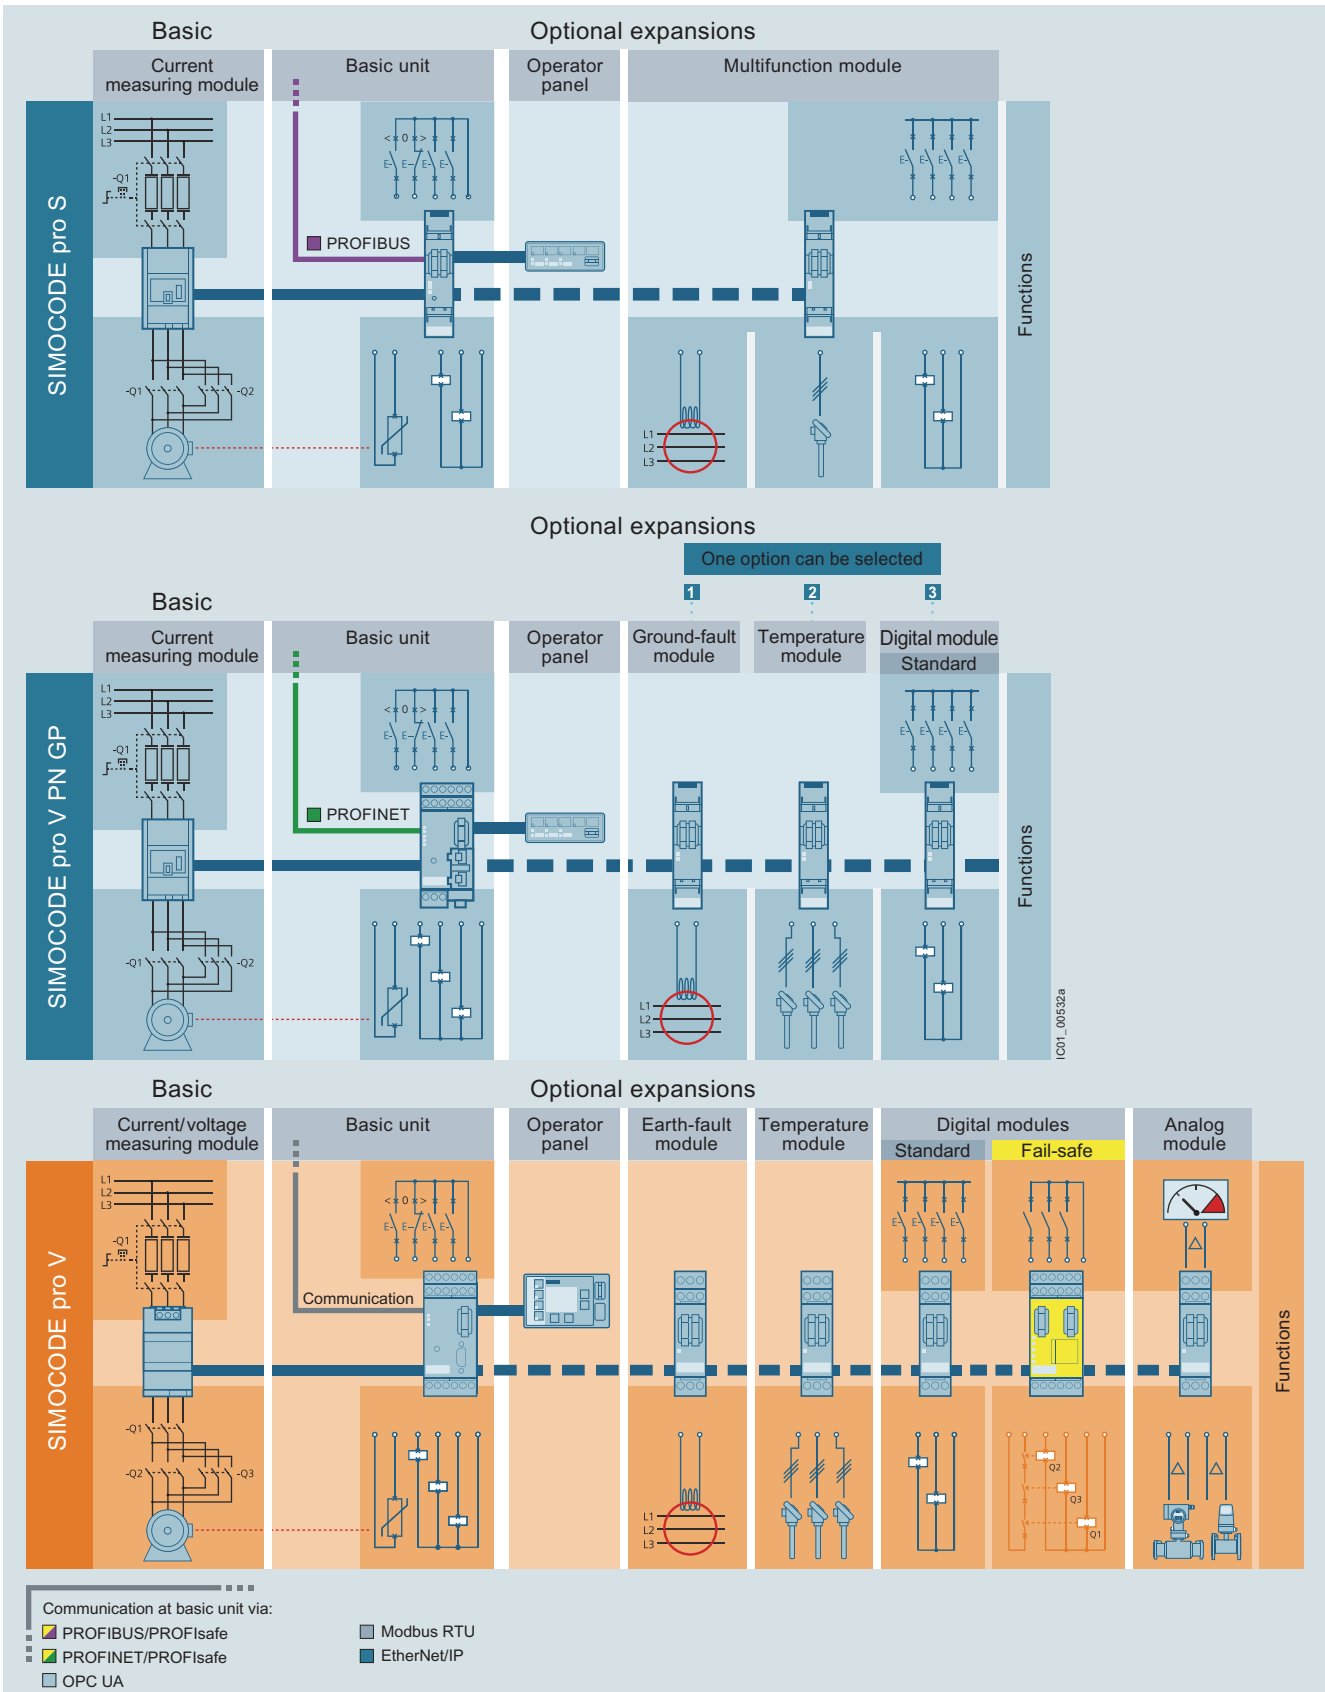 Basic
Optional expansions
Current
measuring module
Basic unit
Operator
panel
Multifunction module
SIMOCODE pro S
L1
L2
L3
-Q1
< 0 >
E- E-
E-
PROFIBUS
Functions
-Q1
-Q2
L1
L2
L3
Optional expansions
One option can be selected
1
2
3
Basic
Current
measuring module
Basic unit
Operator
panel
Ground-fault
module
Temperature
module
Digital module
Standard
SIMOCODE pro V PN GP
L1
L2
L3
-Q1
< 0 >
E- E-
E-
PROFINET
Functions
-Q1
-Q2
L1
L2
L3
IC01_00532a
Basic
Optional expansions
Current/voltage
measuring module
Basic unit
Operator
panel
Earth-fault
module
Temperature
module
Digital modules
Standard
Fail-safe
Analog
module
SIMOCODE pro V
L1
L2
L3
-Q1
< 0 >
E- E-
E-
Communication
Functions
-Q1
-Q2
-Q3
L1
L2
L3
Q2
Q3
Q1
Communication at basic unit via:
PROFIBUS/PROFIsafe
PROFINET/PROFIsafe
OPC UA
Modbus RTU
EtherNet/IP